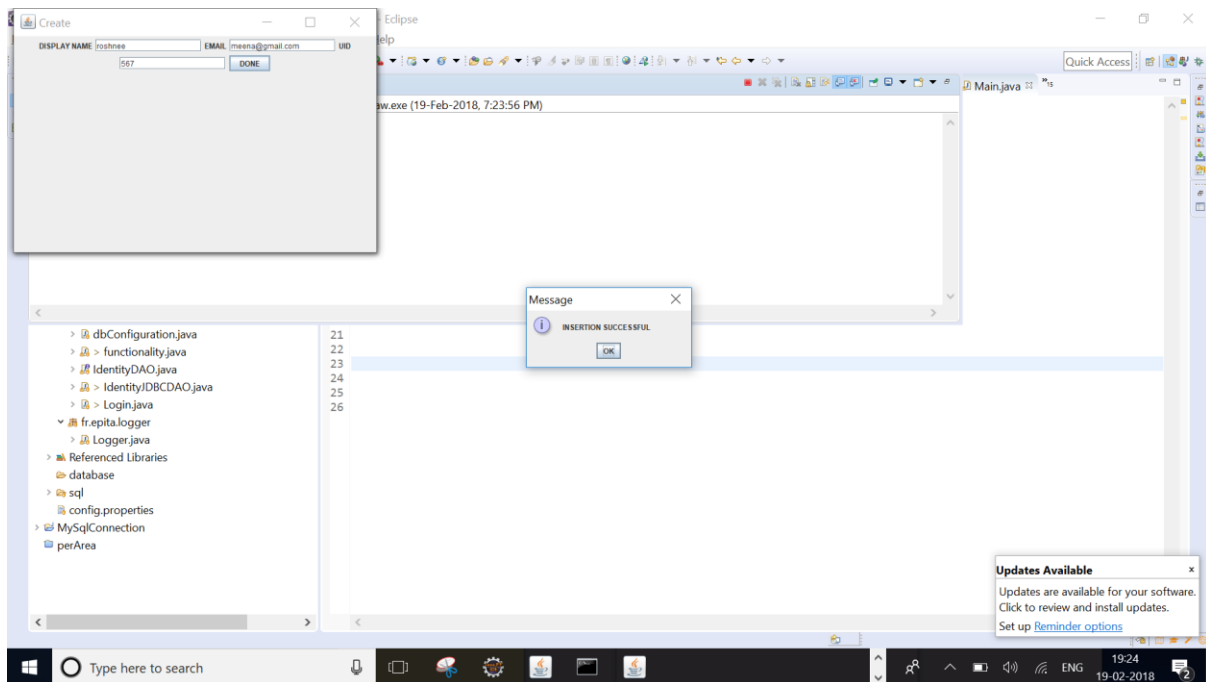 Create
- Eclipse
elp
DISPLAY NAME roshnee EMAIL meena@gmail.com UID
567 DONE
Quick Access
Main.java »15
aw.exe (19-Feb-2018, 7:23:56 PM)
Message
INSERTION SUCCESSFUL
OK
> dbConfiguration.java
> > functionality.java
> IdentityDAO.java
> > IdentityJDBCDAO.java
> > Login.java
fr.epita.logger
> Logger.java
> Referenced Libraries
database
> sql
config.properties
> MySqlConnection
perArea
21
22
23
24
25
26
Updates Available x
Updates are available for your software.
Click to review and install updates.
Set up Reminder options
Type here to search
ENG
19:24
19-02-2018
2